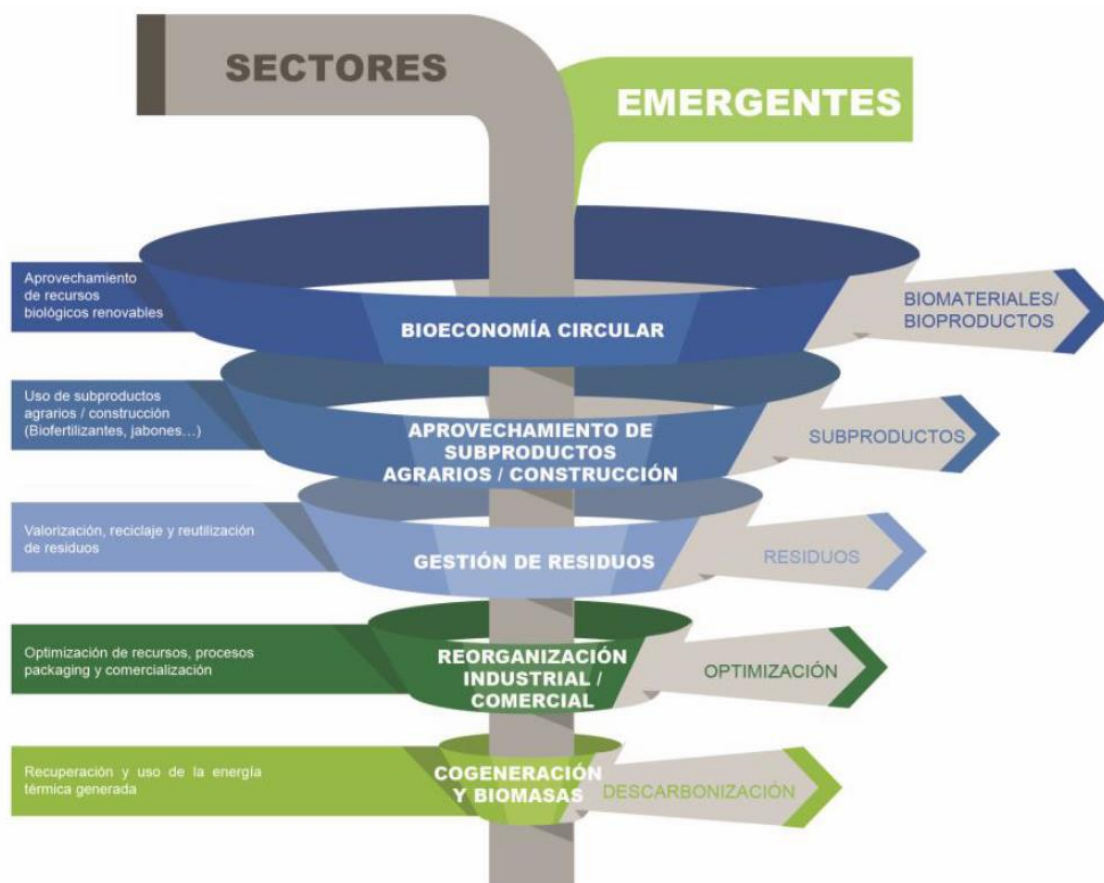 SECTORES
EMERGENTES
Aprovechamiento
de recursos
biológicos renovables
BIOECONOMÍA CIRCULAR
BIOMATERIALES/
BIOPRODUCTOS
Uso de subproductos
agrarios / construcción
(Biofertilizantes, jabones…)
APROVECHAMIENTO DE
SUBPRODUCTOS
AGRARIOS / CONSTRUCCIÓN
SUBPRODUCTOS
Valorización, reciclaje y reutilización
de residuos
GESTIÓN DE RESIDUOS
RESIDUOS
Optimización de recursos, procesos
packaging y comercialización
REORGANIZACIÓN
INDUSTRIAL /
COMERCIAL
OPTIMIZACIÓN
Recuperación y uso de la energía
térmica generada
COGENERACIÓN
Y BIOMASAS
DESCARBONIZACIÓN